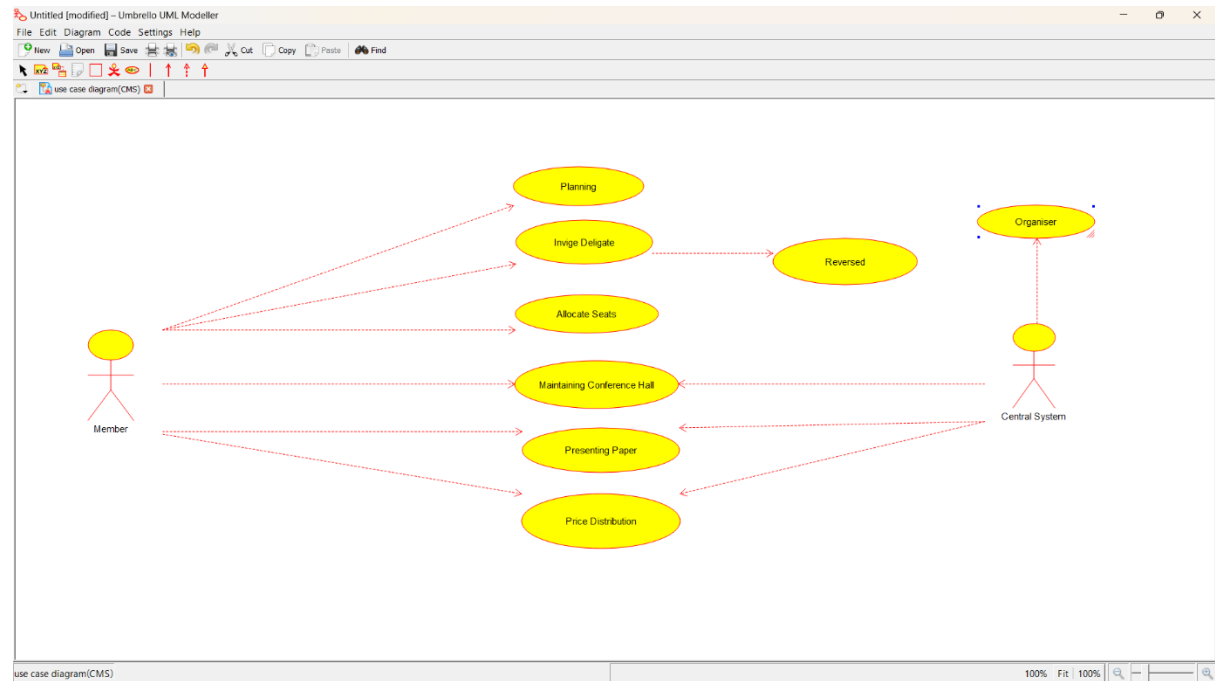 Untitled [modified] – Umbrello UML Modeller
File Edit Diagram Code Settings Help
New Open Save Cut Copy Paste Find
use case diagram(CMS)
Planning
Organiser
Invige Deligate
Reversed
Allocate Seats
Maintaining Conference Hall
Central System
Member
Presenting Paper
Price Distribution
use case diagram(CMS) 100% Fit 100%